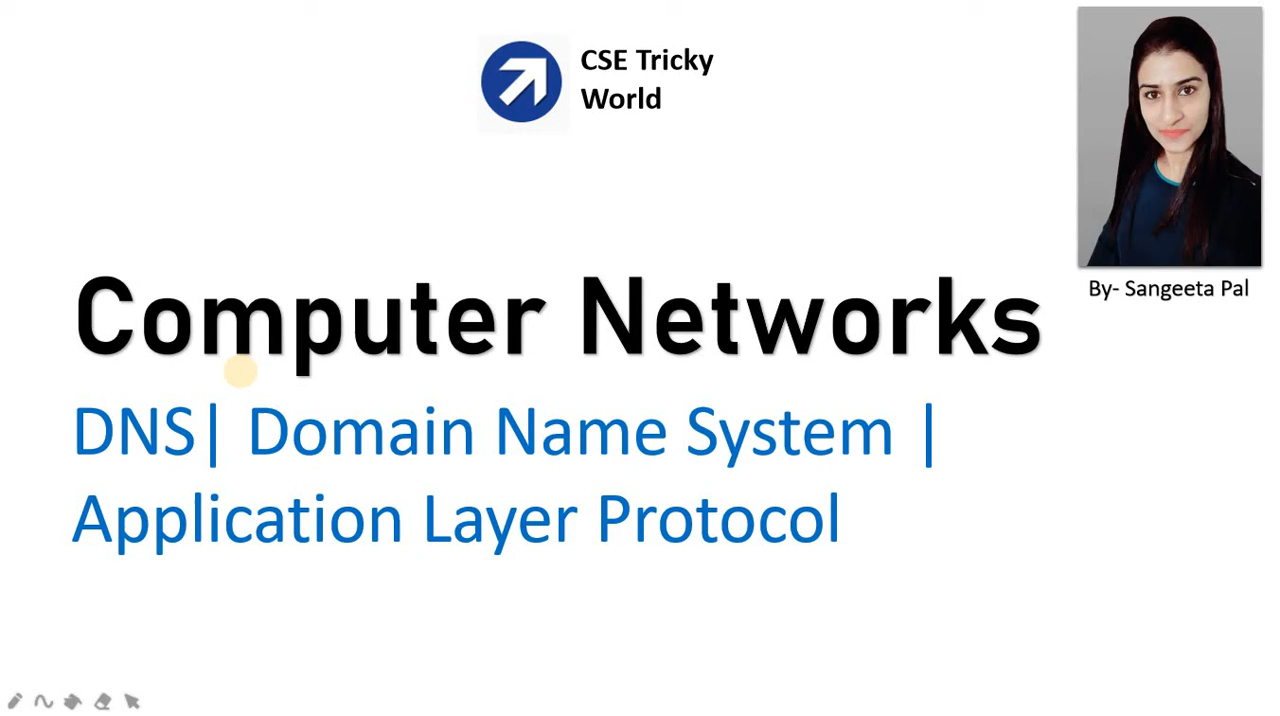 CSE Tricky
World
By- Sangeeta Pal
Computer Networks
DNS| Domain Name System |
Application Layer Protocol